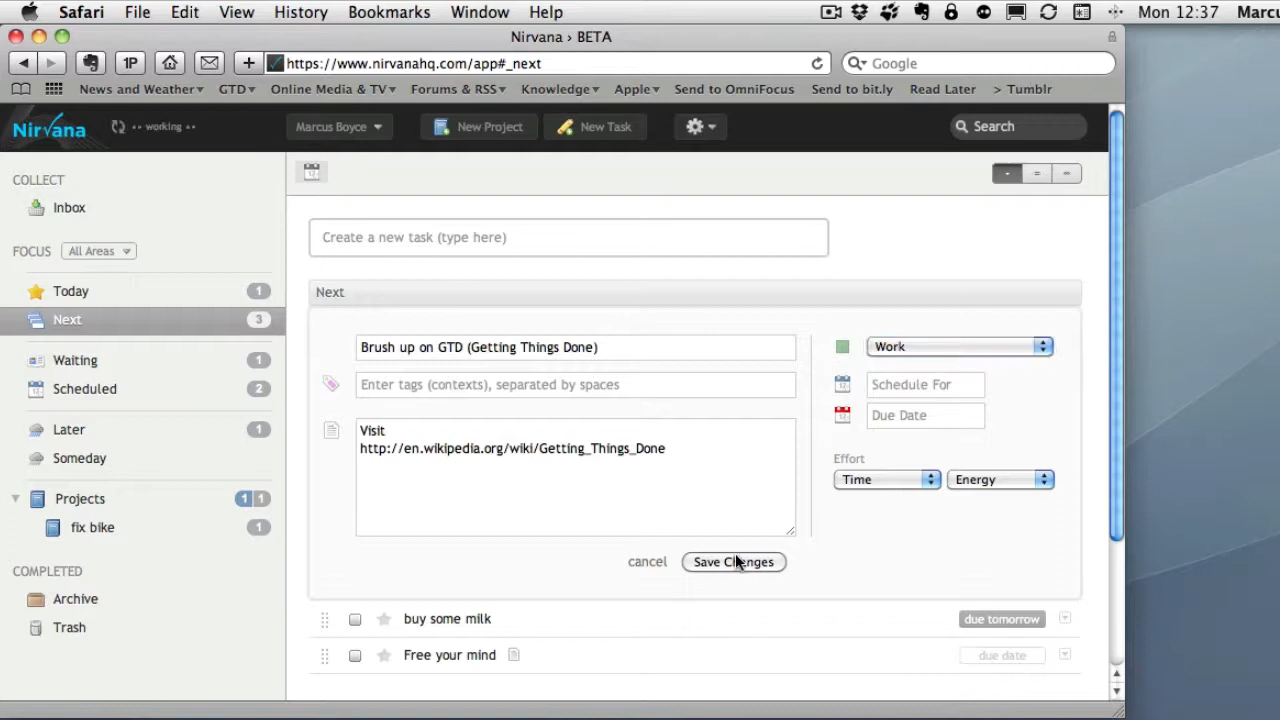 Safari File Edit View History Bookmarks Window Help Mon 12:37 Marcu
Nirvana › BETA
1P https://www.nirvanahq.com/app#_next Google
News and Weather GTD Online Media & TV Forums & RSS Knowledge Apple Send to OmniFocus Send to bit.ly Read Later > Tumblr
Nirvana -- working -- Marcus Boyce New Project New Task Search
COLLECT
Inbox
FOCUS All Areas
Today 1
Next 3
Waiting 1
Scheduled 2
Later 1
Someday
Projects 1 1
fix bike 1
COMPLETED
Archive
Trash
Create a new task (type here)
Next
Brush up on GTD (Getting Things Done)
Enter tags (contexts), separated by spaces
Visit
http://en.wikipedia.org/wiki/Getting_Things_Done
cancel Save Changes
Work
Schedule For
Due Date
Effort
Time Energy
buy some milk due tomorrow
Free your mind due date